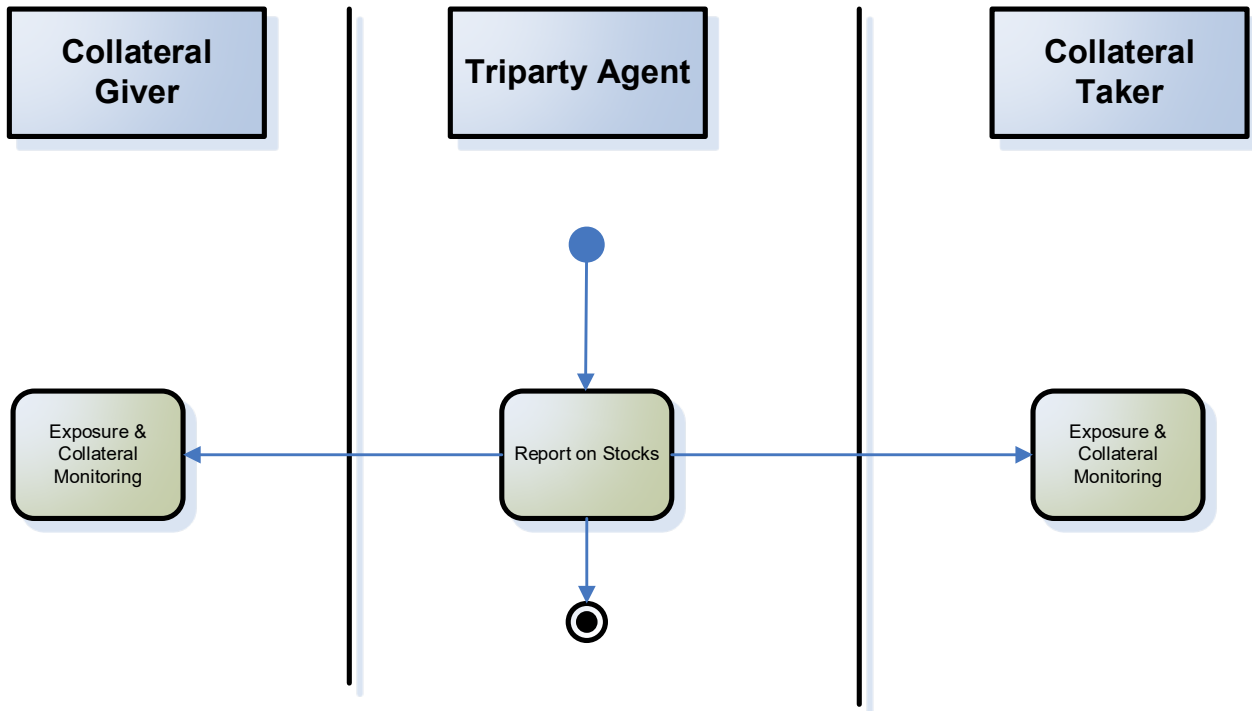 Collateral
Giver
Triparty Agent
Collateral
Taker
Exposure &
Collateral
Monitoring
Report on Stocks
Exposure &
Collateral
Monitoring